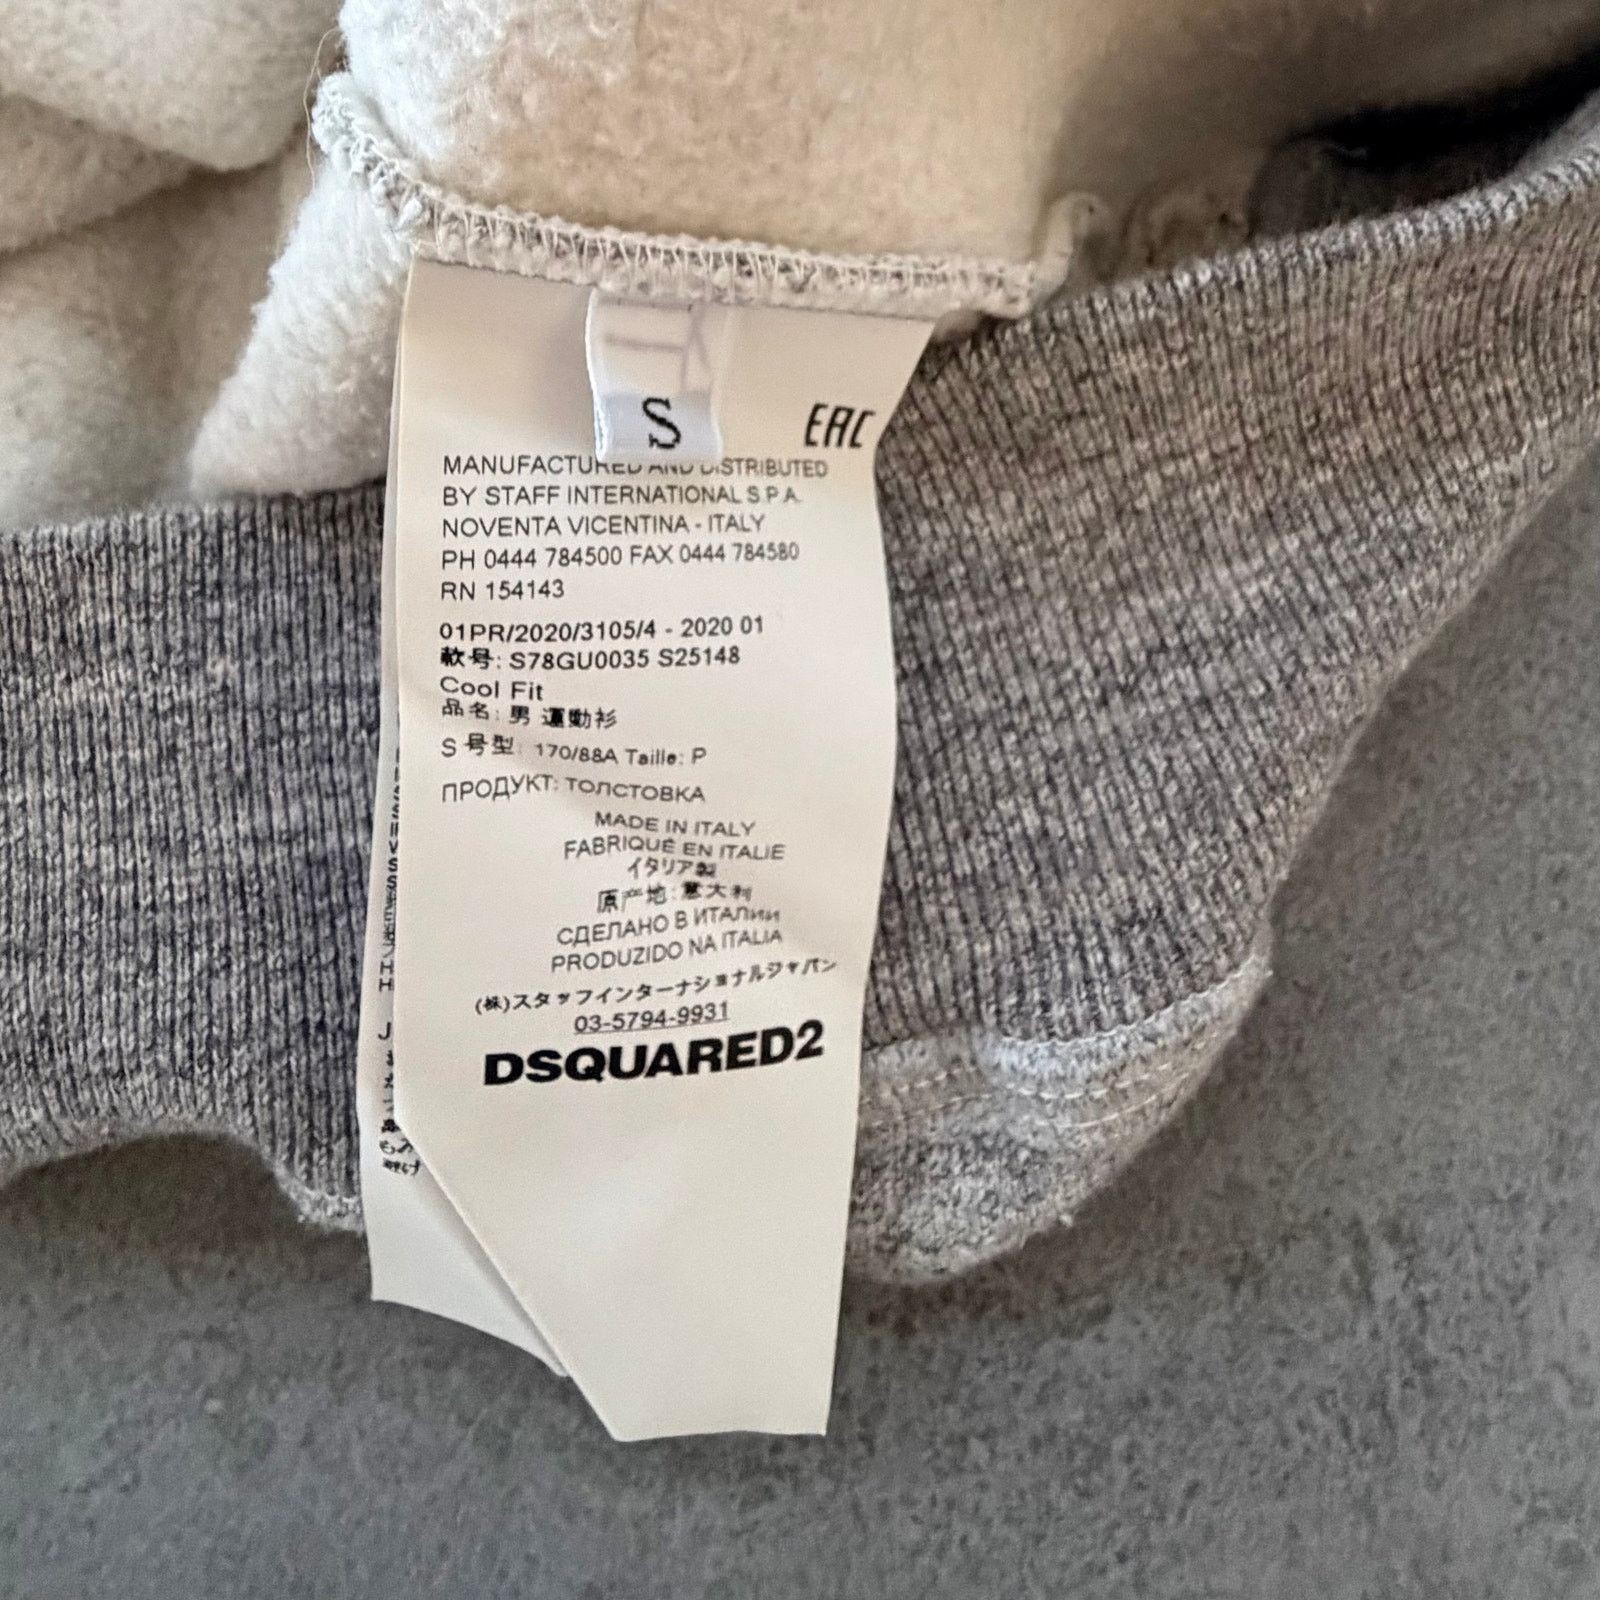 S
EAC
MANUFACTURED AND DISTRIBUTED
BY STAFF INTERNATIONAL S.P.A.
NOVENTA VICENTINA - ITALY
PH 0444 784500 FAX 0444 784580
RN 154143
01PR/2020/3105/4 - 2020 01
款号: S78GU0035 S25148
Cool Fit
品名: 男 運動衫
S 号型: 170/88A Taille: P
ПРОДУКТ: ТОЛСТОВКА
MADE IN ITALY
FABRIQUÉ EN ITALIE
イタリア製
原产地: 意大利
СДЕЛАНО В ИТАЛИИ
PRODUZIDO NA ITALIA
(株)スタッフインターナショナルジャパン
03-5794-9931
DSQUARED2